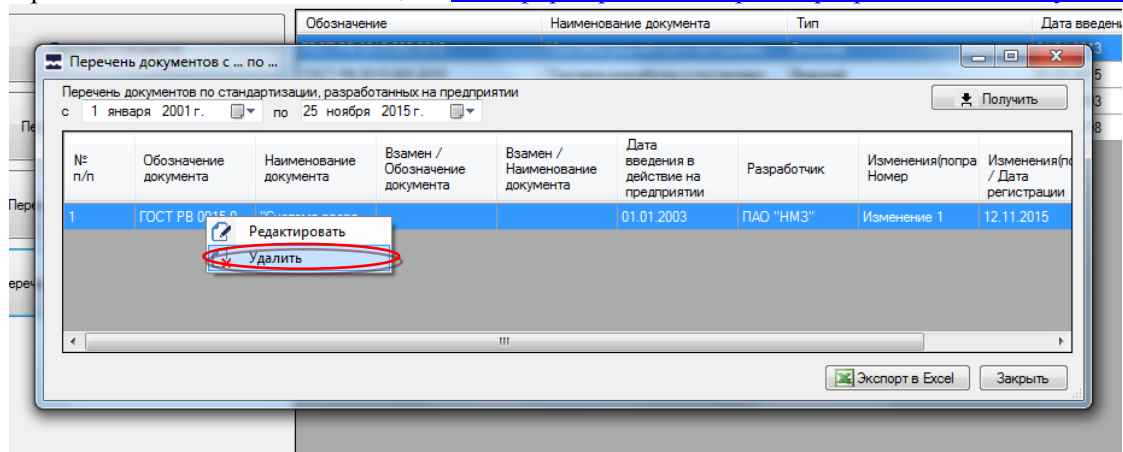 Обозначение Наименование документа Тип Дата введени
Перечень документов с ... по ...
Перечень документов по стандартизации, разработанных на предприятии
с 1 января 2001 г. по 25 ноября 2015 г. Получить
№ п/п Обозначение документа Наименование документа Взамен / Обозначение документа Взамен / Наименование документа Дата введения в действие на предприятии Разработчик Изменения(попра Номер Изменения(по / Дата регистрации
1 ГОСТ РВ 0015-0 01.01.2003 ПАО "НМЗ" Изменение 1 12.11.2015
Редактировать
Удалить
Экспорт в Excel Закрыть